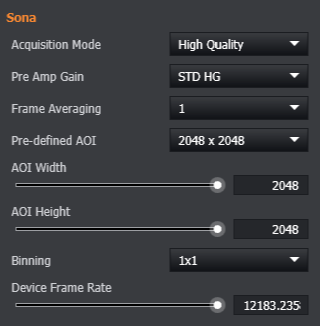 Sona
Acquisition Mode High Quality
Pre Amp Gain STD HG
Frame Averaging 1
Pre-defined AOI 2048 x 2048
AOI Width
2048
AOI Height
2048
Binning 1x1
Device Frame Rate
12183.235